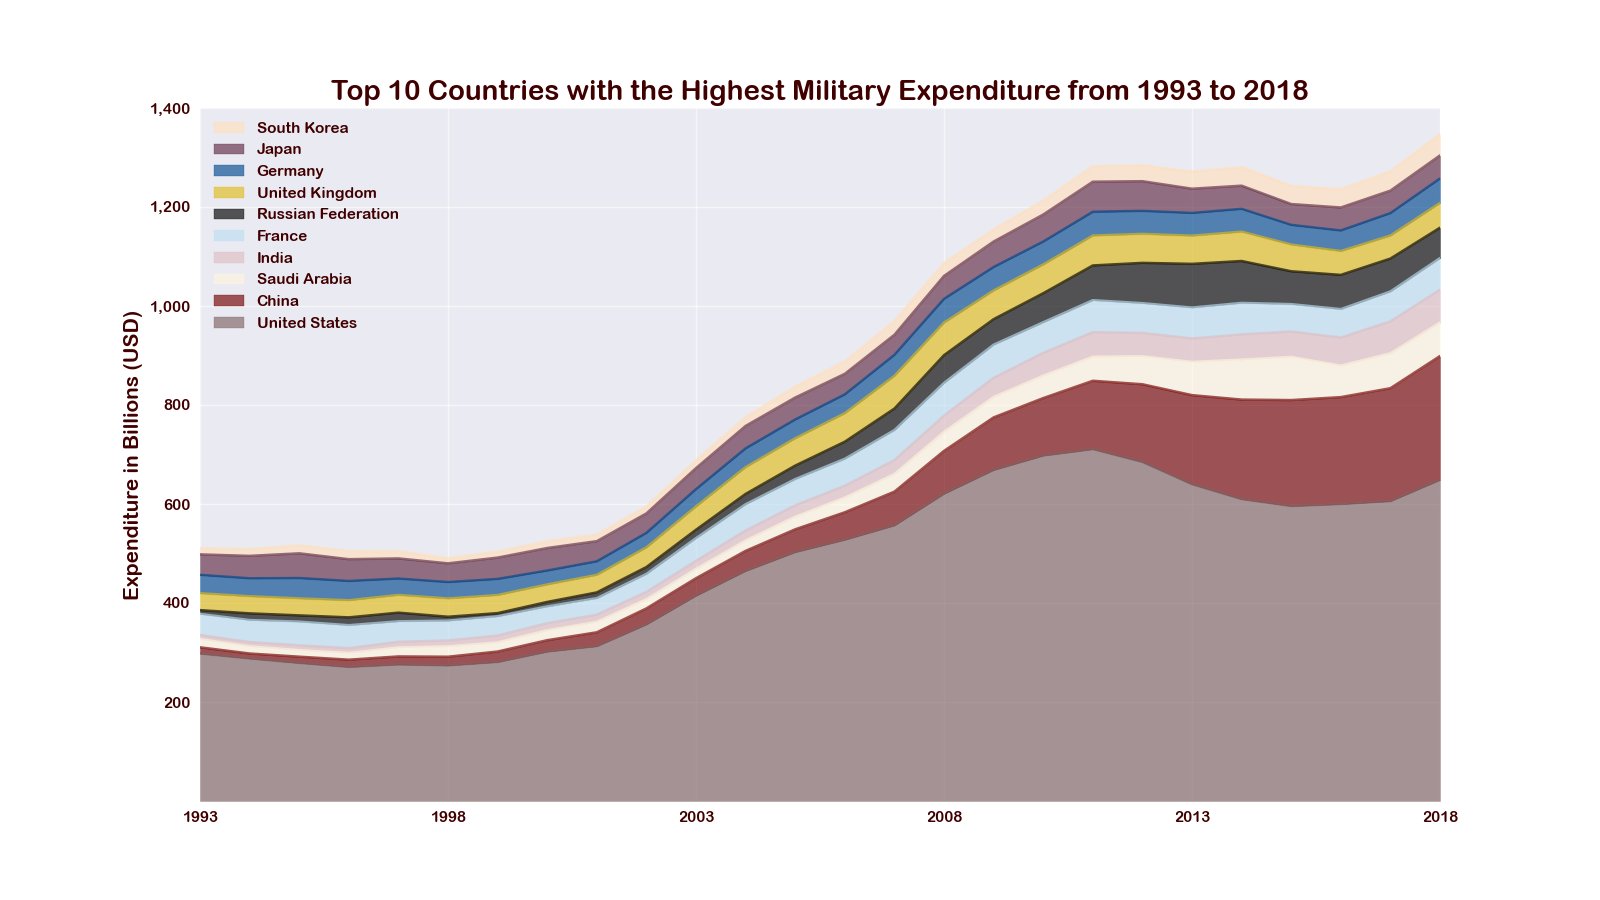 Top 10 Countries with the Highest Military Expenditure from 1993 to 2018
Expenditure in Billions (USD)
1,400
1,200
1,000
800
600
400
200
South Korea
Japan
Germany
United Kingdom
Russian Federation
France
India
Saudi Arabia
China
United States
1993 1998 2003 2008 2013 2018